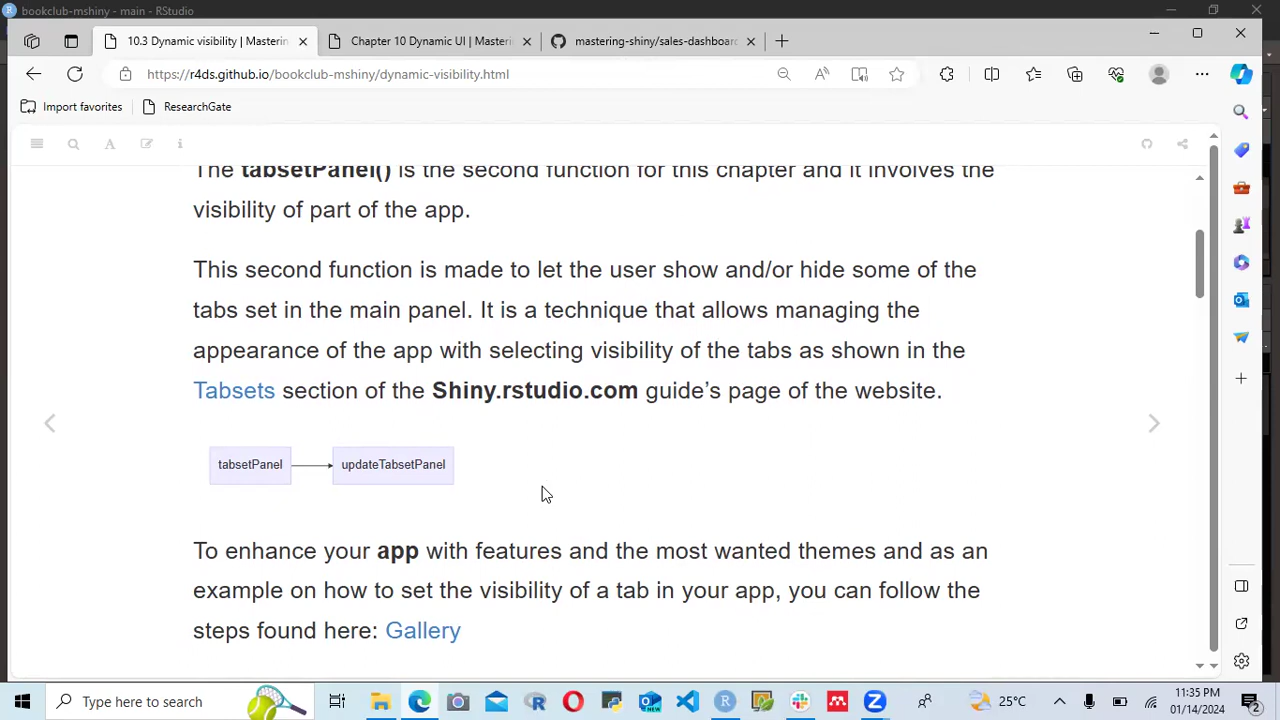 bookclub-mshiny - main - RStudio
10.3 Dynamic visibility | Masterin
Chapter 10 Dynamic UI | Masterin
mastering-shiny/sales-dashboard
https://r4ds.github.io/bookclub-mshiny/dynamic-visibility.html
Import favorites
ResearchGate
The tabsetPanel() is the second function for this chapter and it involves the
visibility of part of the app.
This second function is made to let the user show and/or hide some of the
tabs set in the main panel. It is a technique that allows managing the
appearance of the app with selecting visibility of the tabs as shown in the
Tabsets section of the Shiny.rstudio.com guide’s page of the website.
tabsetPanel
updateTabsetPanel
To enhance your app with features and the most wanted themes and as an
example on how to set the visibility of a tab in your app, you can follow the
steps found here: Gallery
Type here to search
25°C
11:35 PM
01/14/2024
2